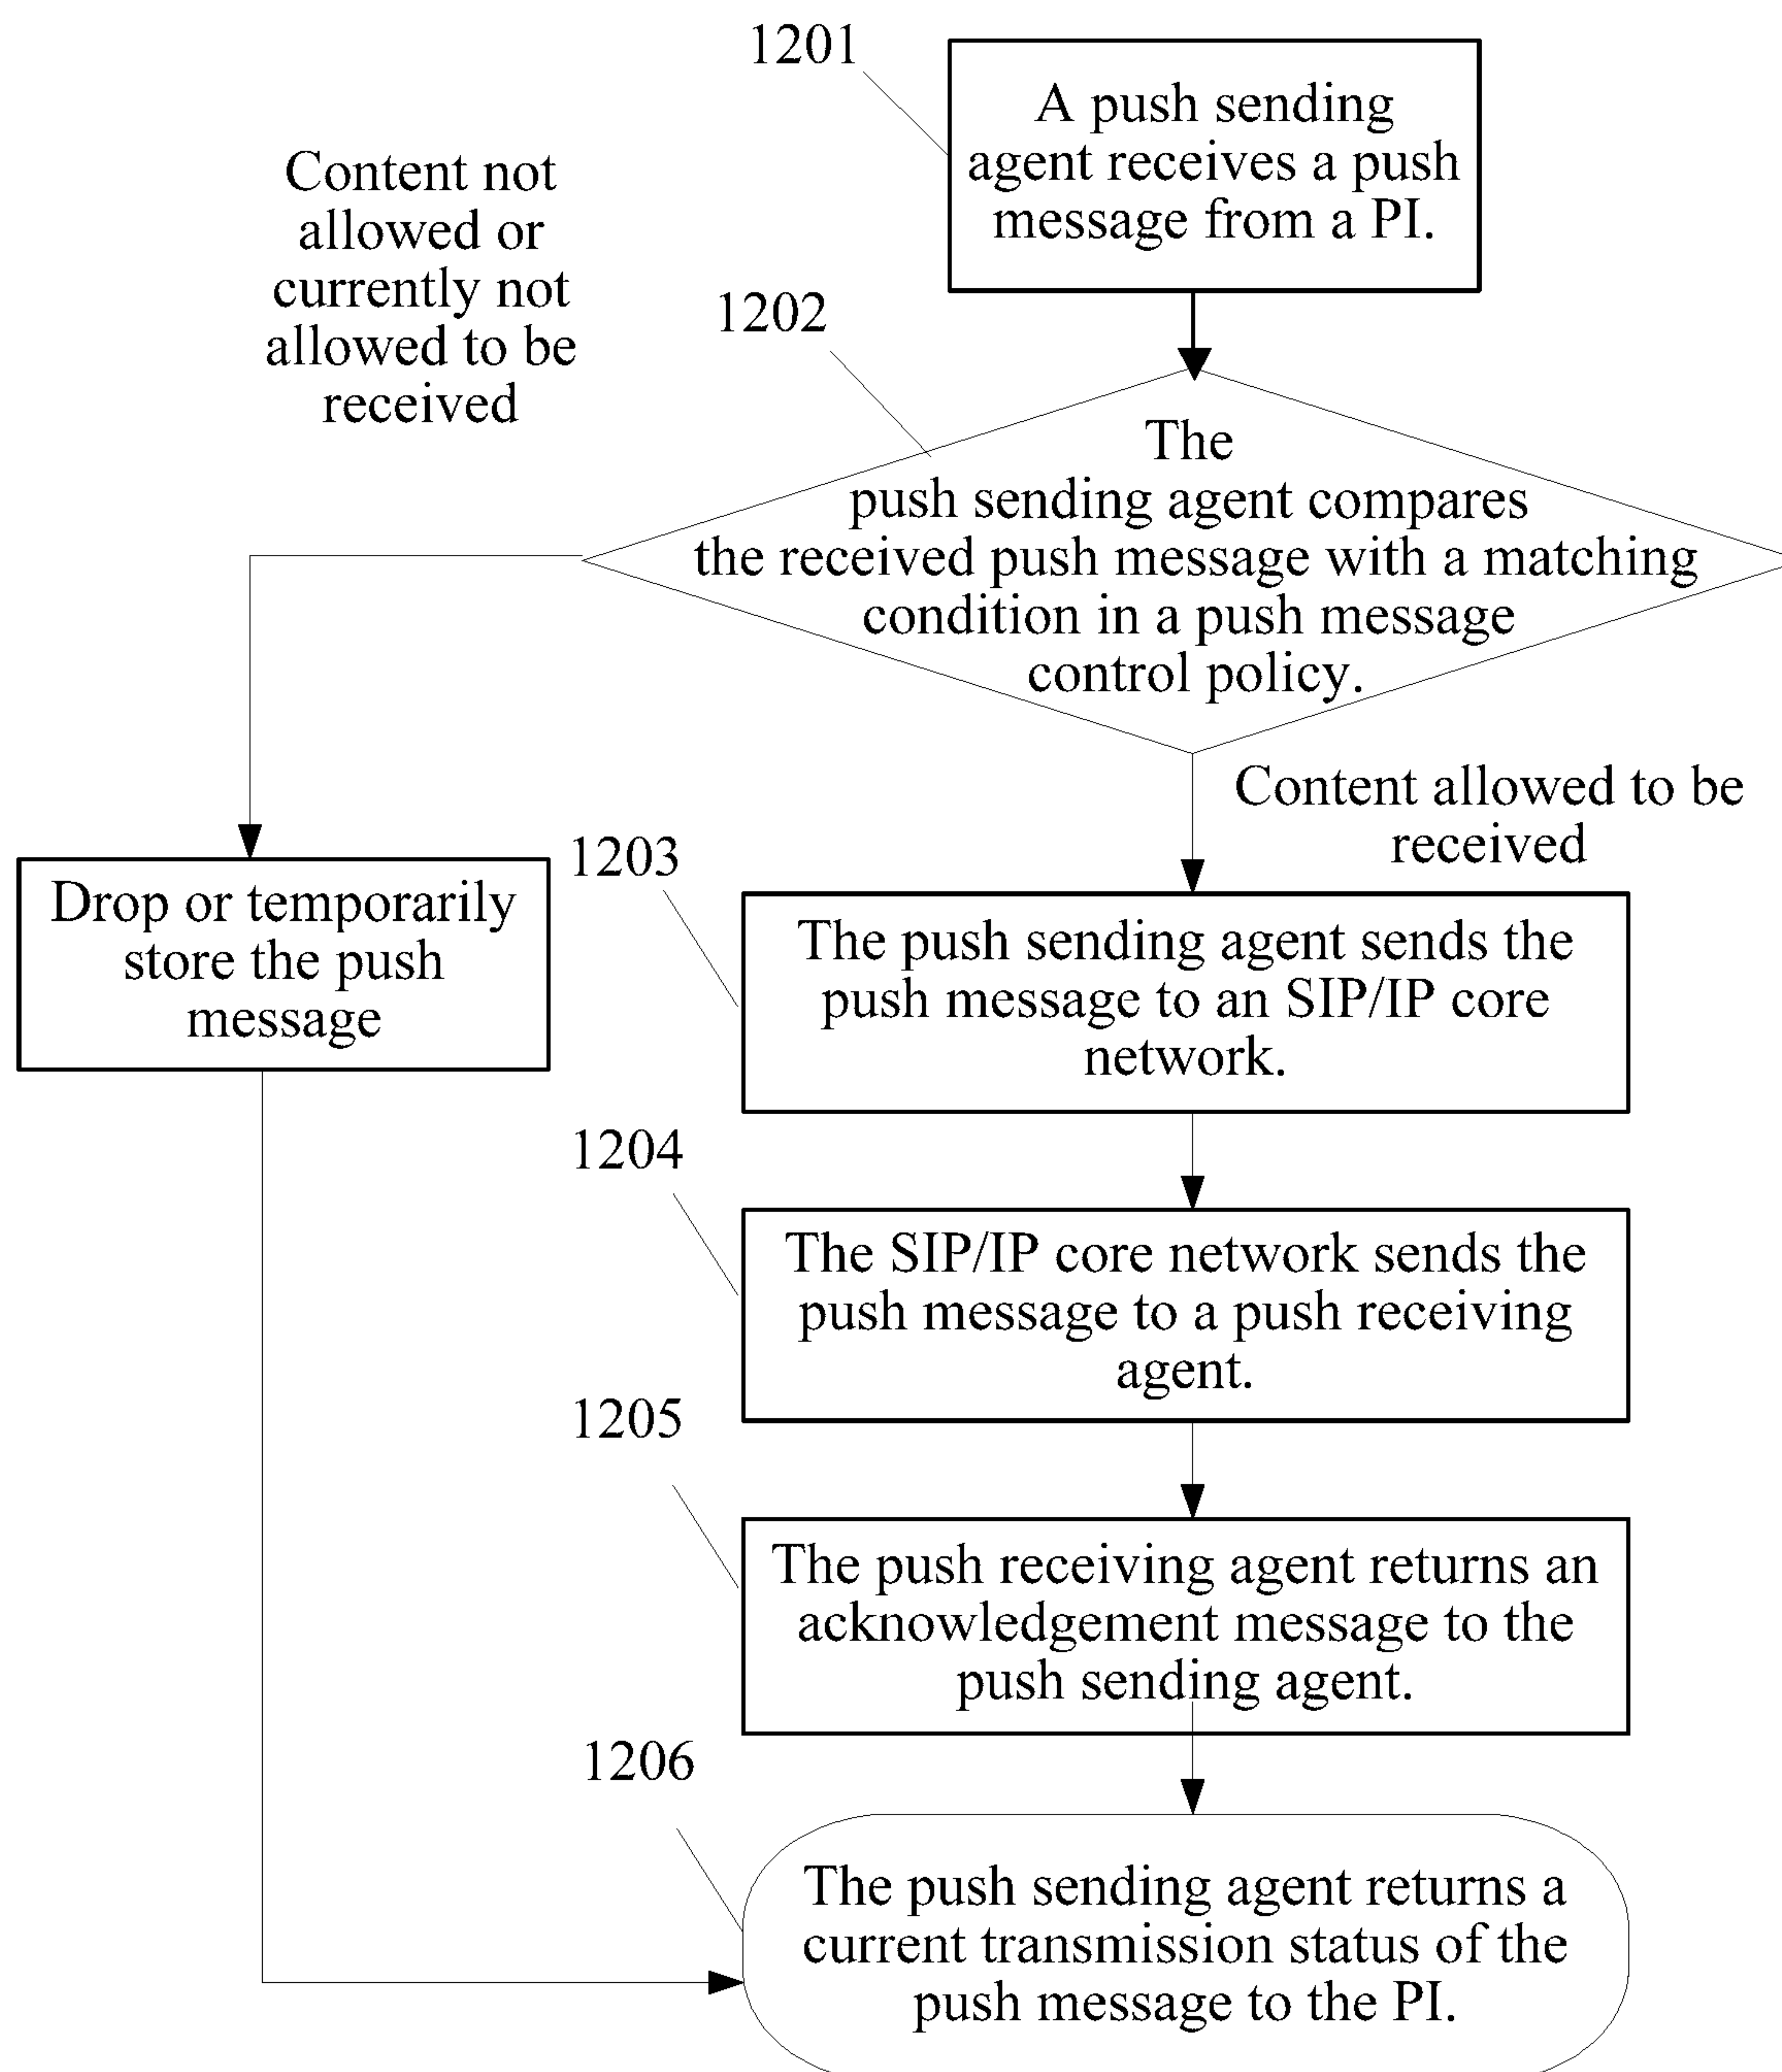 1201
A push sending
agent receives a push
message from a PI.
Content not
allowed or
currently not
allowed to be
received
1202
The
push sending agent compares
the received push message with a matching
condition in a push message
control policy.
Content allowed to be
received
1203
Drop or temporarily
store the push
message
The push sending agent sends the
push message to an SIP/IP core
network.
1204
The SIP/IP core network sends the
push message to a push receiving
agent.
1205
The push receiving agent returns an
acknowledgement message to the
push sending agent.
1206
The push sending agent returns a
current transmission status of the
push message to the PI.